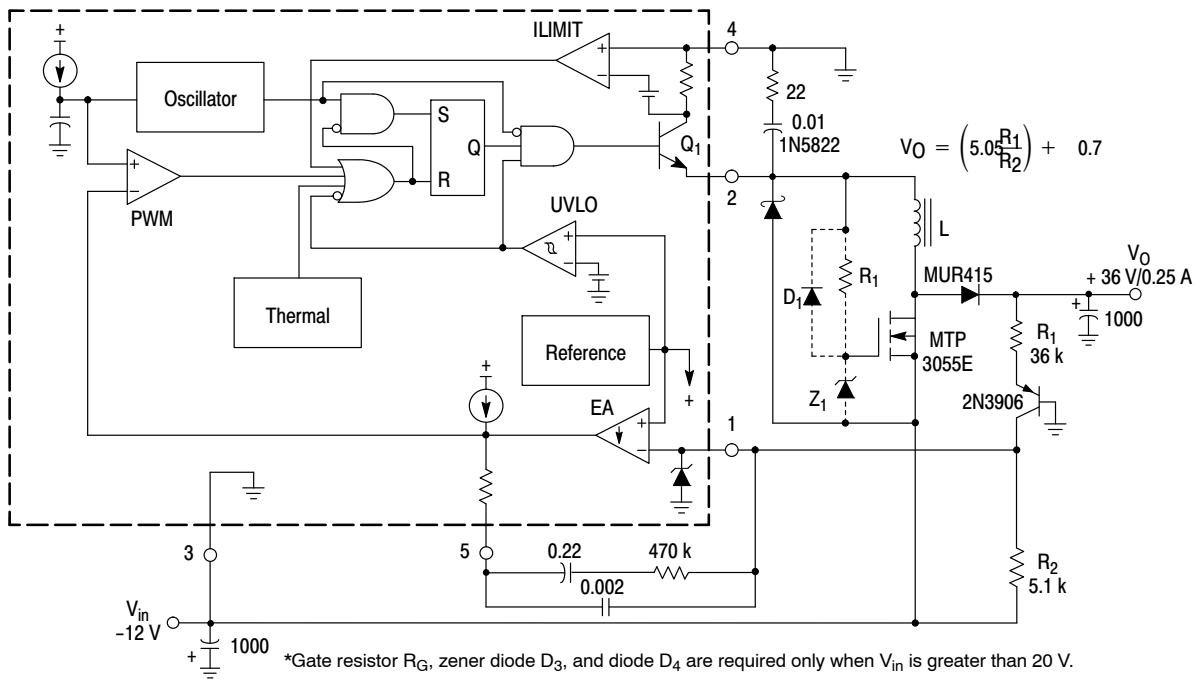 ILIMIT
4
+
−
Oscillator
22
0.01
1N5822
S
Q
R
Q1
VO = (5.05 R1/R2) + 0.7
+
−
PWM
2
UVLO
+
−
L
Thermal
D1
R1
MUR415
VO
+ 36 V/0.25 A
+
1000
Reference
MTP
3055E
R1
36 k
+
Z1
2N3906
+
EA
+
−
1
3
5
0.22
470 k
0.002
R2
5.1 k
Vin
−12 V
+
1000
*Gate resistor RG, zener diode D3, and diode D4 are required only when Vin is greater than 20 V.